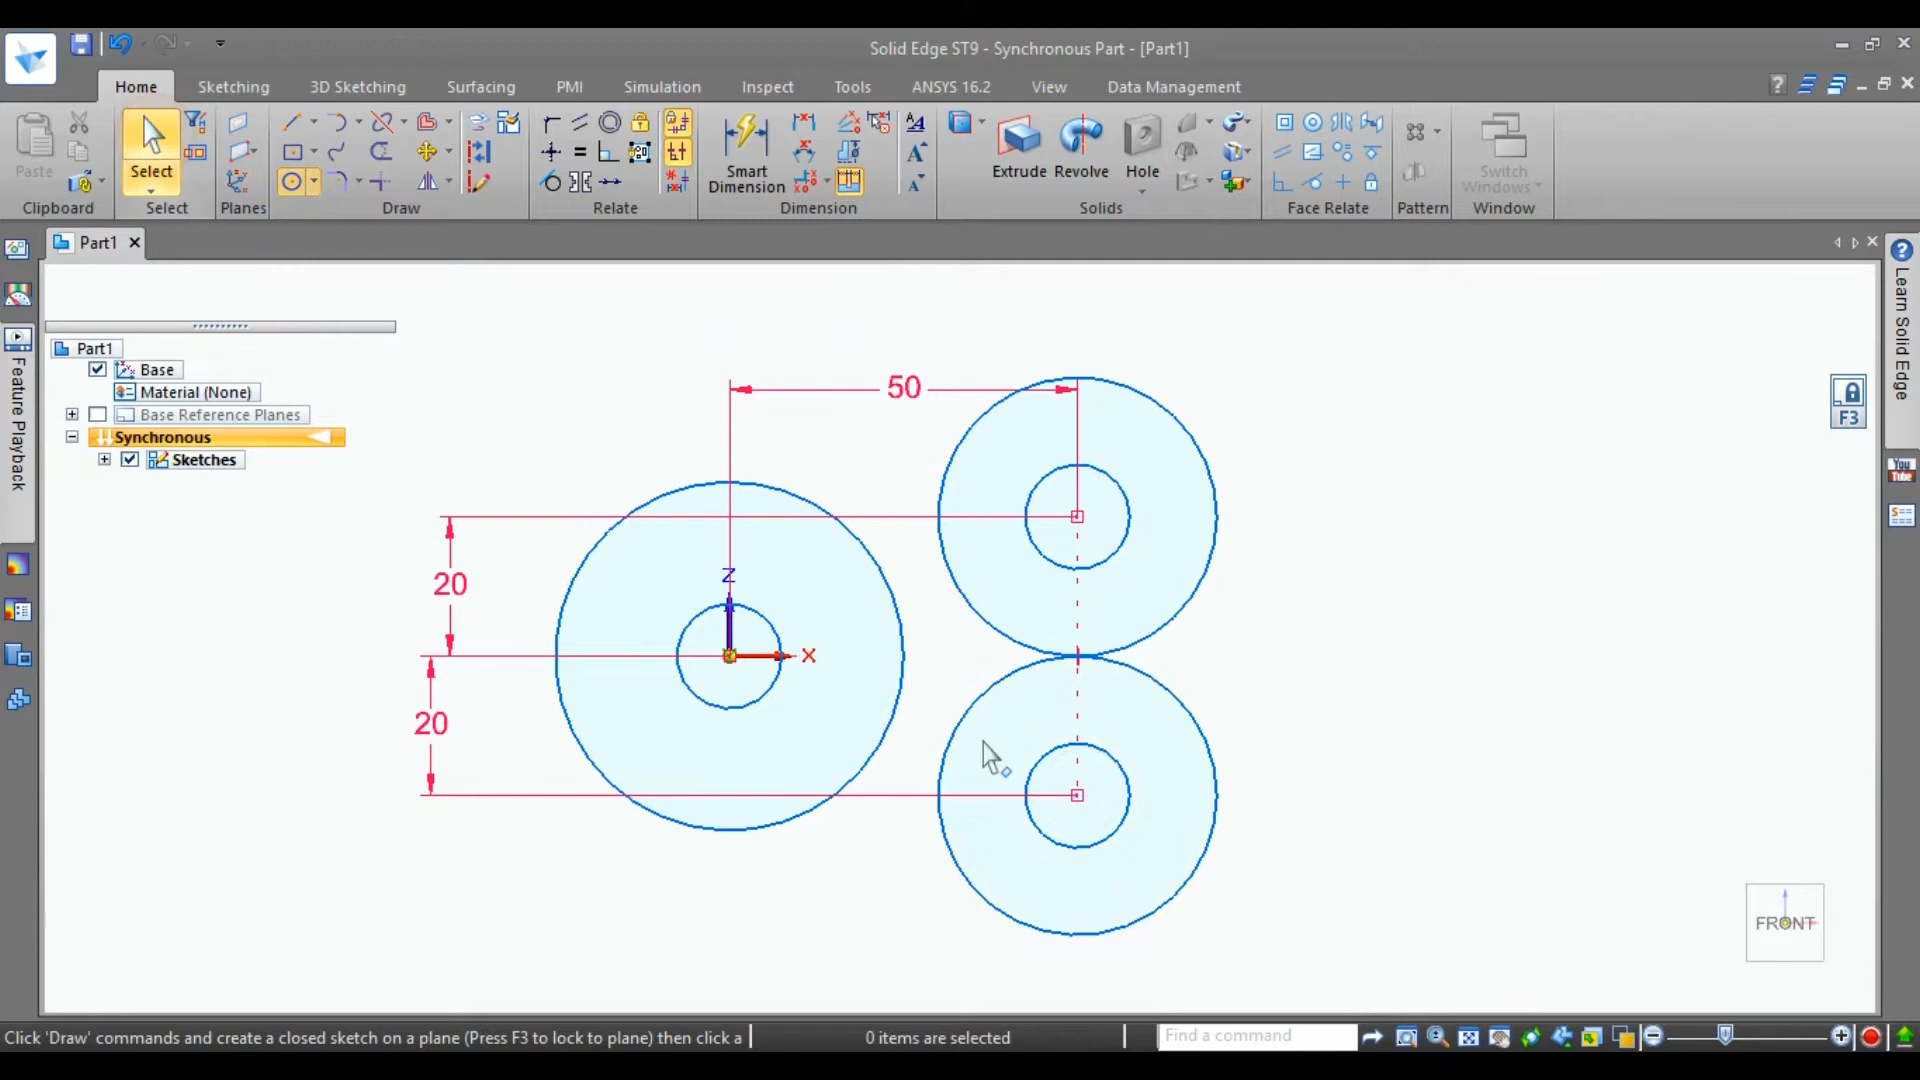 Solid Edge ST9 - Synchronous Part - [Part1]
Home Sketching 3D Sketching Surfacing PMI Simulation Inspect Tools ANSYS 16.2 View Data Management
Paste
Select
Smart Dimension
Extrude Revolve Hole
Switch Windows
Clipboard Select Planes Draw Relate Dimension Solids Face Relate Pattern Window
Part1
Learn Solid Edge
Feature Playback
Part1
Base
Material (None)
Base Reference Planes
Synchronous
Sketches
F3
50
20
Z
X
20
FRONT
You Tube
Click 'Draw' commands and create a closed sketch on a plane (Press F3 to lock to plane) then click a
0 items are selected
Find a command